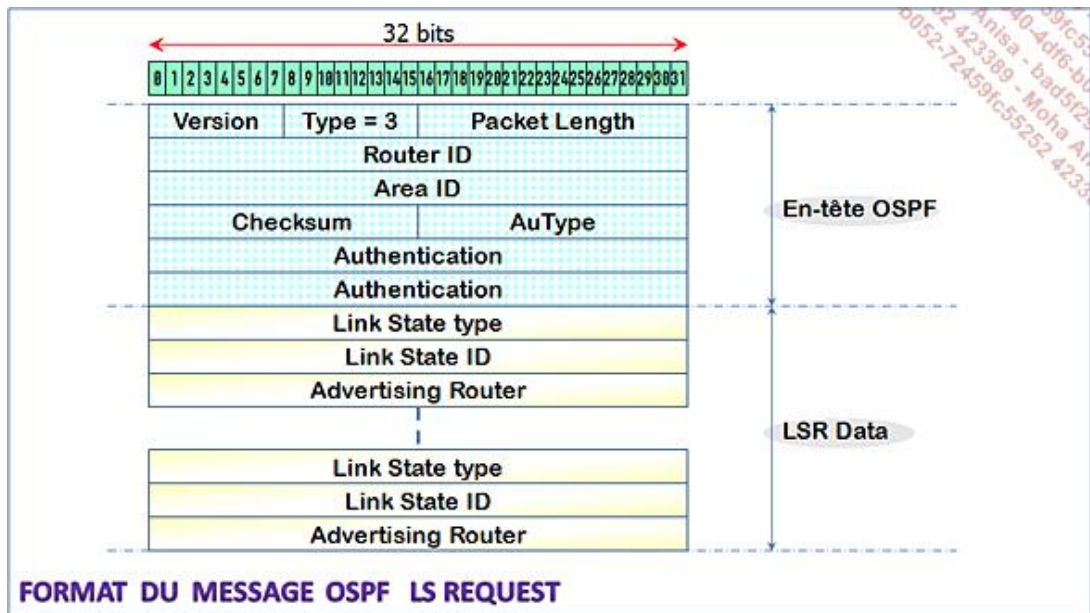 32 bits
0 1 2 3 4 5 6 7 8 9 10 11 12 13 14 15 16 17 18 19 20 21 22 23 24 25 26 27 28 29 30 31
Version Type = 3 Packet Length
Router ID
Area ID
Checksum AuType
Authentication
Authentication
En-tête OSPF
Link State type
Link State ID
Advertising Router
LSR Data
Link State type
Link State ID
Advertising Router
FORMAT DU MESSAGE OSPF LS REQUEST